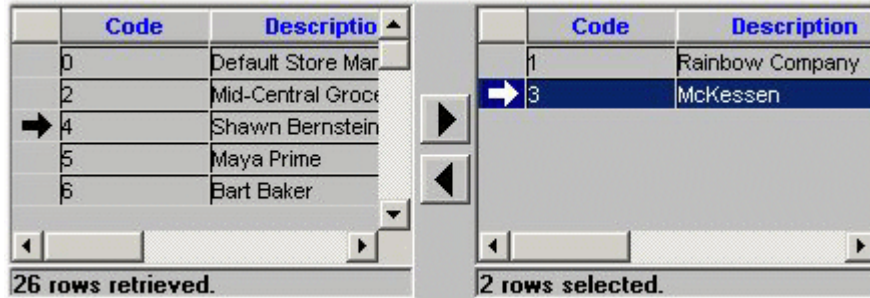 Code Descriptio
0 Default Store Mar
2 Mid-Central Groce
4 Shawn Bernstein
5 Maya Prime
6 Bart Baker
26 rows retrieved.
Code Description
1 Rainbow Company
3 McKessen
2 rows selected.